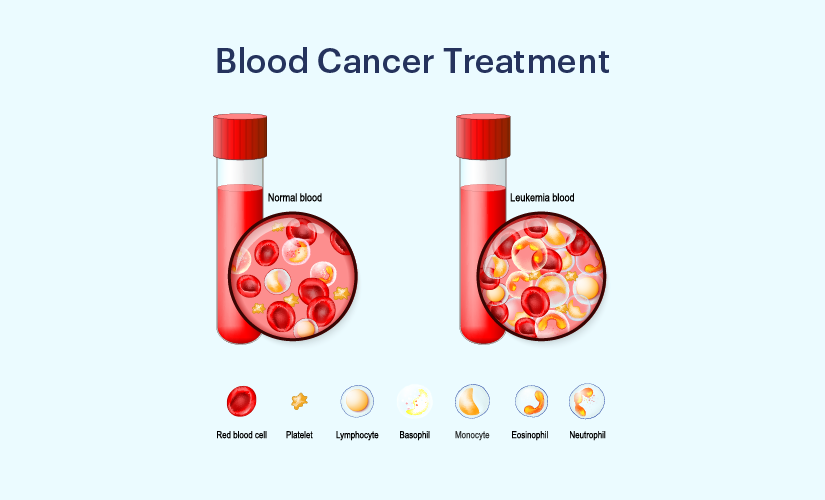 Blood Cancer Treatment
Normal blood
Leukemia blood
Red blood cell
Platelet
Lymphocyte
Basophil
Monocyte
Eosinophil
Neutrophil